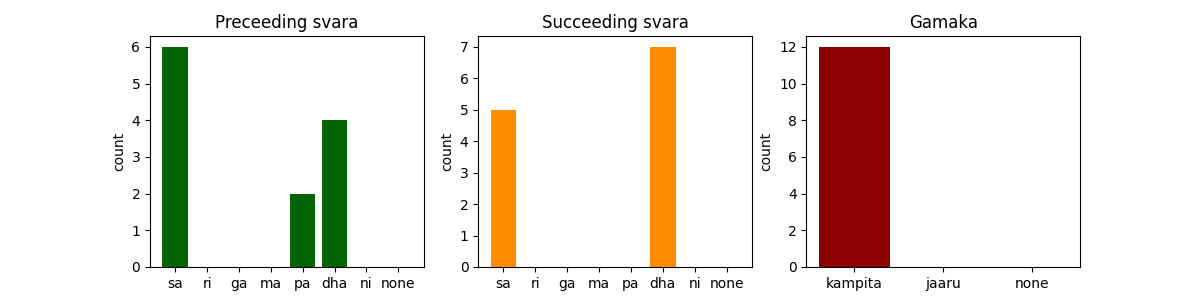 Preceeding svara
count
6
5
4
3
2
1
0
sa ri ga ma pa dha ni none
Succeeding svara
count
7
6
5
4
3
2
1
0
sa ri ga ma pa dha ni none
Gamaka
count
12
10
8
6
4
2
0
kampita jaaru none